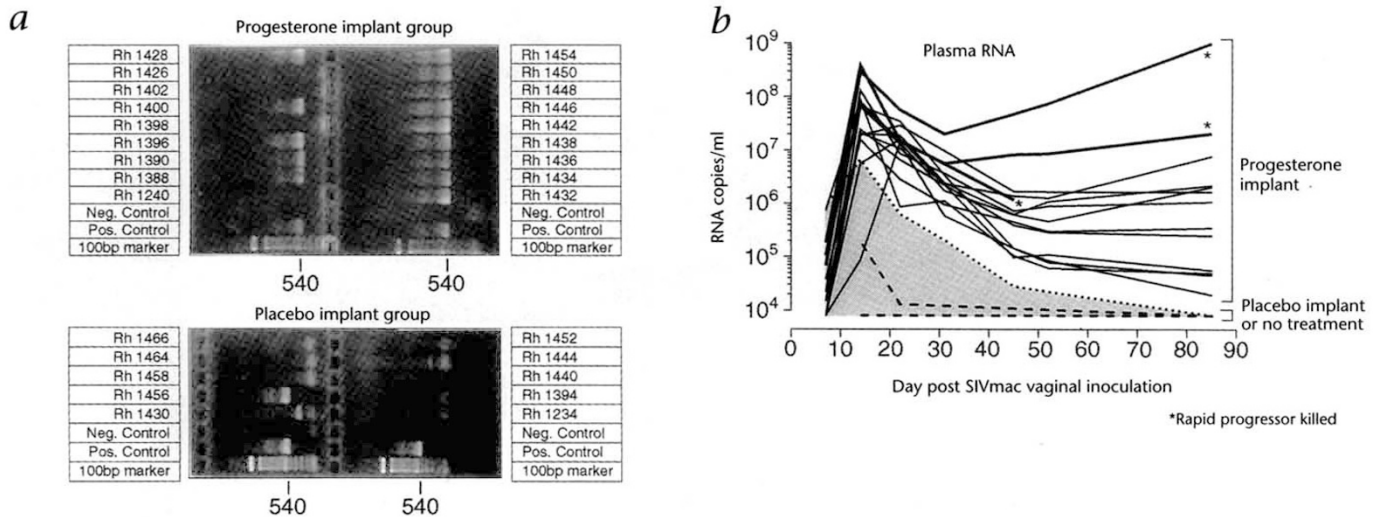 a
Progesterone implant group
Rh 1428
Rh 1426
Rh 1402
Rh 1400
Rh 1398
Rh 1396
Rh 1390
Rh 1388
Rh 1240
Neg. Control
Pos. Control
100bp marker
Rh 1454
Rh 1450
Rh 1448
Rh 1446
Rh 1442
Rh 1438
Rh 1436
Rh 1434
Rh 1432
Neg. Control
Pos. Control
100bp marker
540 540
Placebo implant group
Rh 1466
Rh 1464
Rh 1458
Rh 1456
Rh 1430
Neg. Control
Pos. Control
100bp marker
Rh 1452
Rh 1444
Rh 1440
Rh 1394
Rh 1234
Neg. Control
Pos. Control
100bp marker
540 540
b
Plasma RNA
RNA copies/ml
10⁹
10⁸
10⁷
10⁶
10⁵
10⁴
*
*
*
Progesterone
implant
Placebo implant
or no treatment
0 10 20 30 40 50 60 70 80 90
Day post SIVmac vaginal inoculation
*Rapid progressor killed